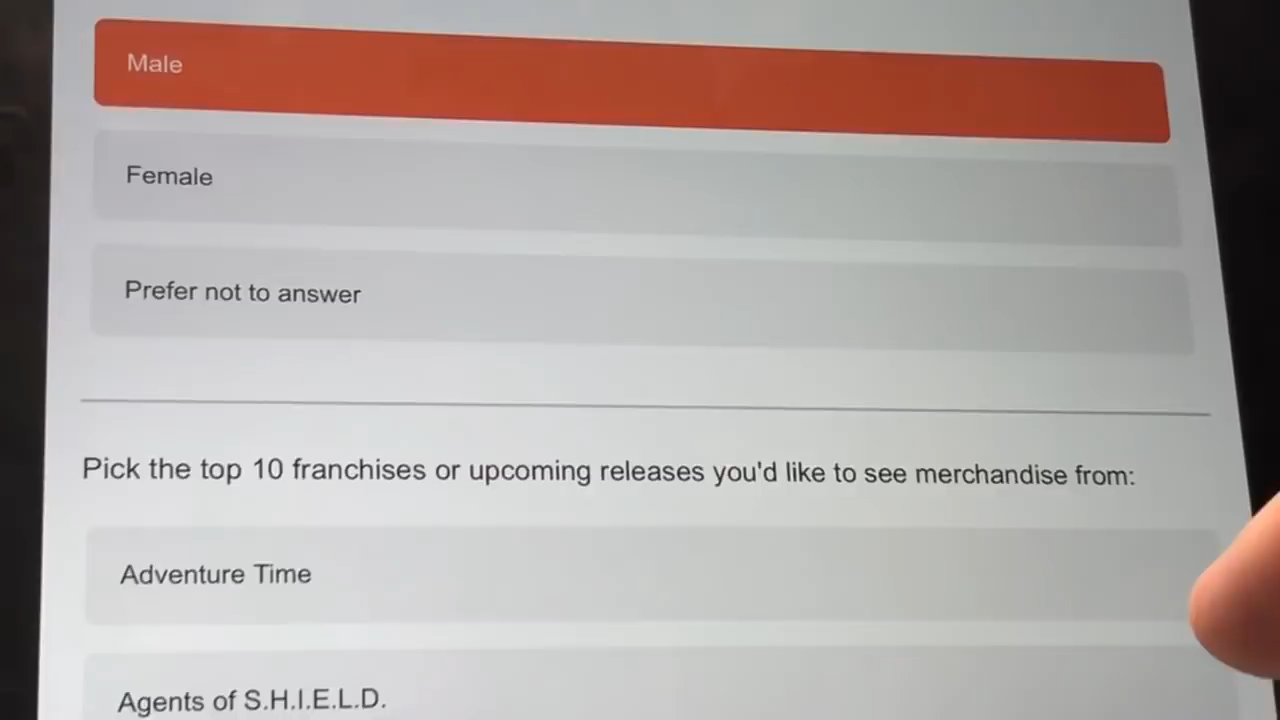 Male
Female
Prefer not to answer
Pick the top 10 franchises or upcoming releases you'd like to see merchandise from:
Adventure Time
Agents of S.H.I.E.L.D.